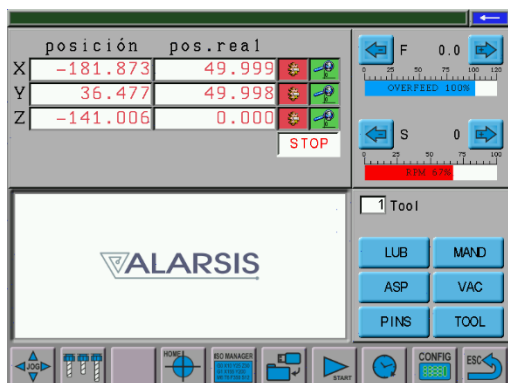 posición pos.real
X -181.873 49.999
Y 36.477 49.998
Z -141.006 0.000
STOP
F 0.0
0 25 50 75 100 120
OVERFEED 100%
S 0
0 25 50 75 100 120
RPM 67%
1 Tool
ALARSIS
LUB MAND
ASP VAC
PINS TOOL
JOG
HOME
ISO MANAGER
START
CONFIG
ESC